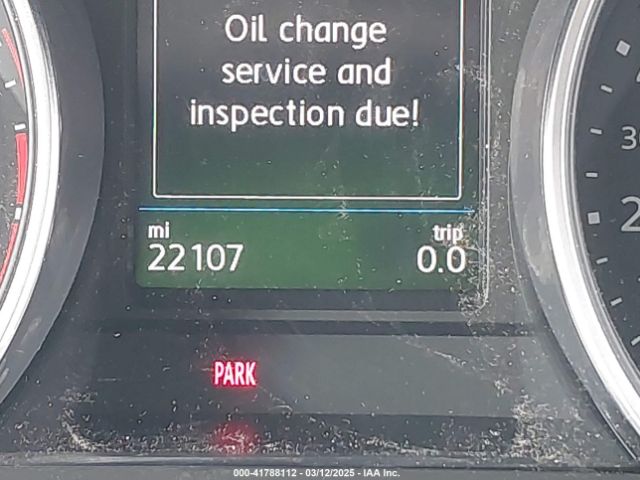 Oil change
service and
inspection due!
mi
trip
22107
0.0
PARK
000-41788112 - 03/12/2025 - IAA Inc.